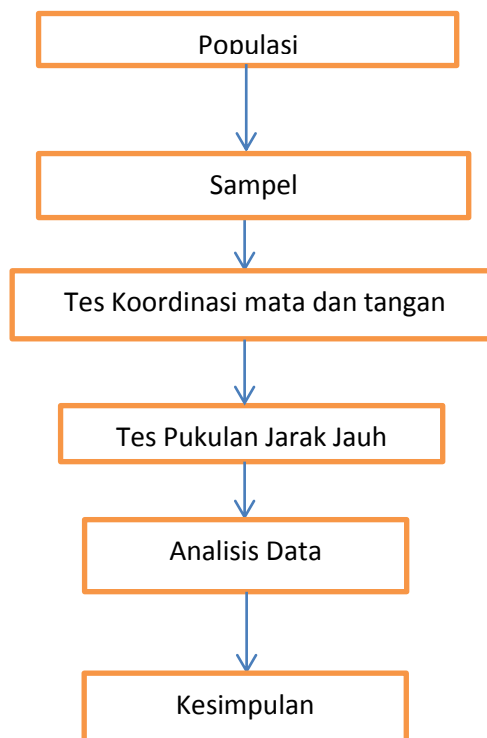 Populasi
Sampel
Tes Koordinasi mata dan tangan
Tes Pukulan Jarak Jauh
Analisis Data
Kesimpulan